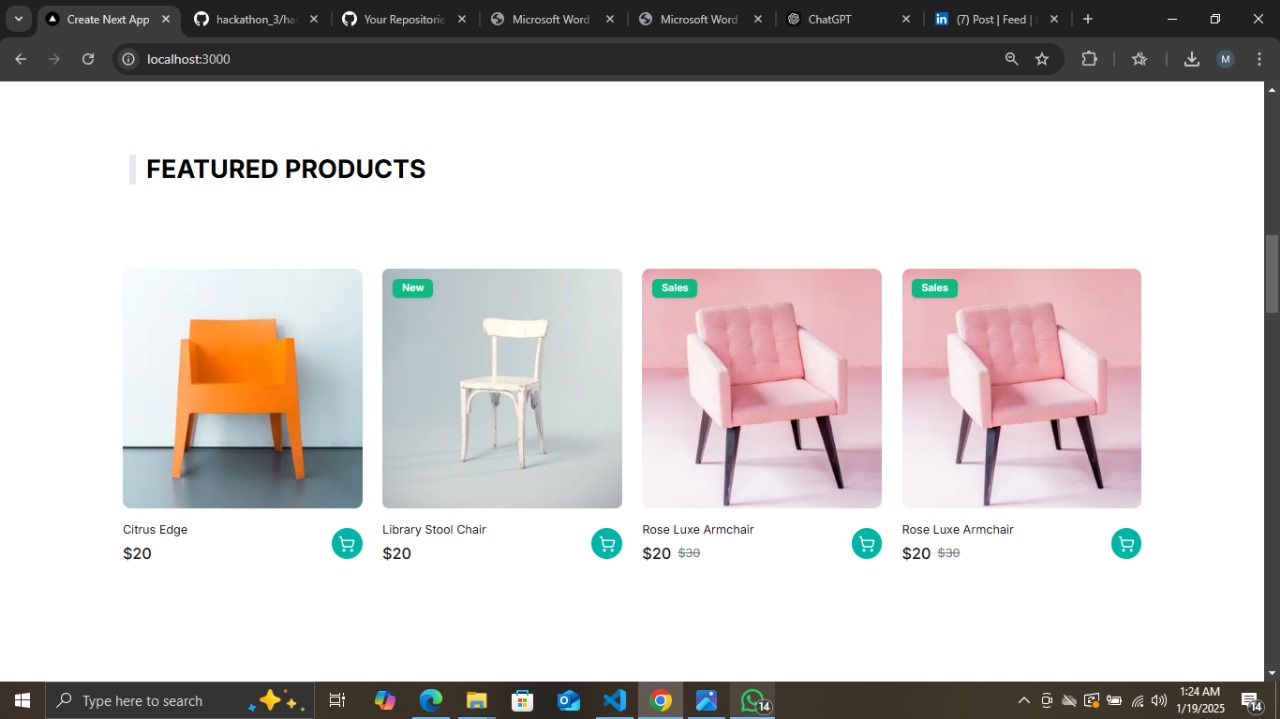 Create Next App
hackathon_3/ha
Your Repositorie
Microsoft Word
Microsoft Word
ChatGPT
(7) Post | Feed |
localhost:3000
M
FEATURED PRODUCTS
New
Sales
Sales
Citrus Edge
Library Stool Chair
Rose Luxe Armchair
Rose Luxe Armchair
$20
$20
$20 $30
$20 $30
Type here to search
14
1:24 AM
1/19/2025
14